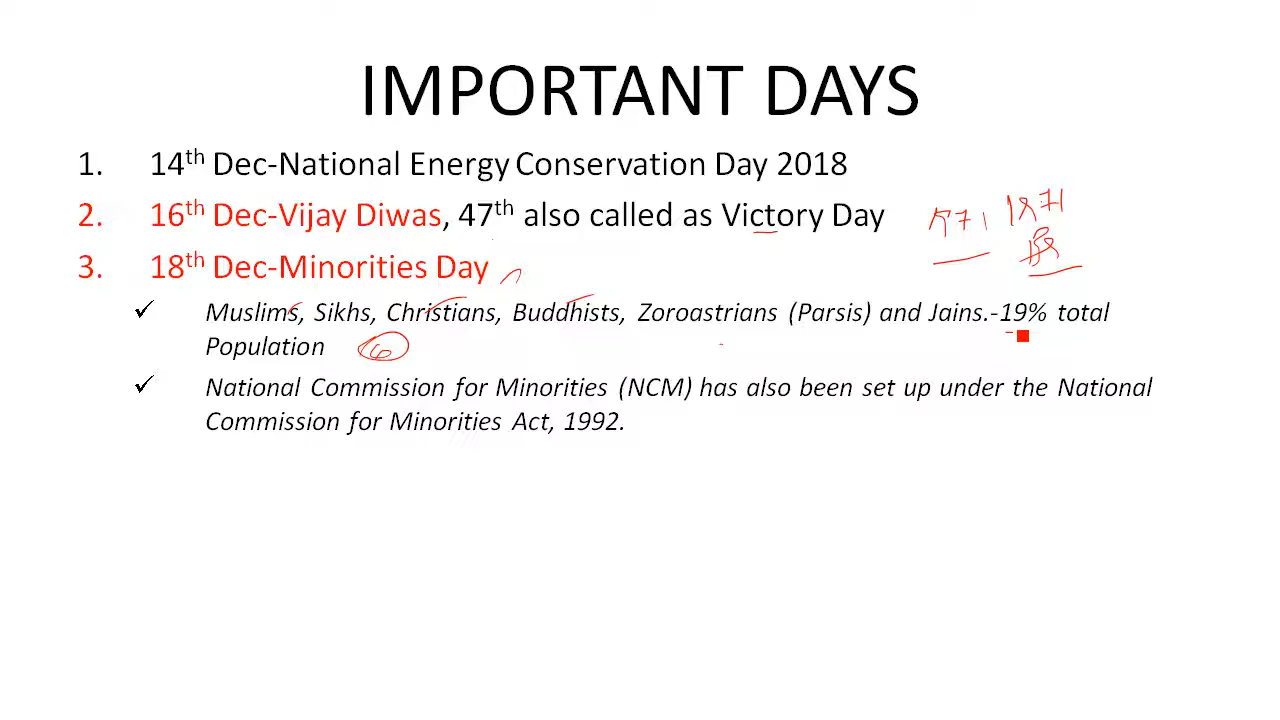 IMPORTANT DAYS
1. 14th Dec-National Energy Conservation Day 2018
2. 16th Dec-Vijay Diwas, 47th also called as Victory Day
1971
3. 18th Dec-Minorities Day
✓ Muslims, Sikhs, Christians, Buddhists, Zoroastrians (Parsis) and Jains.-19% total
Population 6
✓ National Commission for Minorities (NCM) has also been set up under the National
Commission for Minorities Act, 1992.